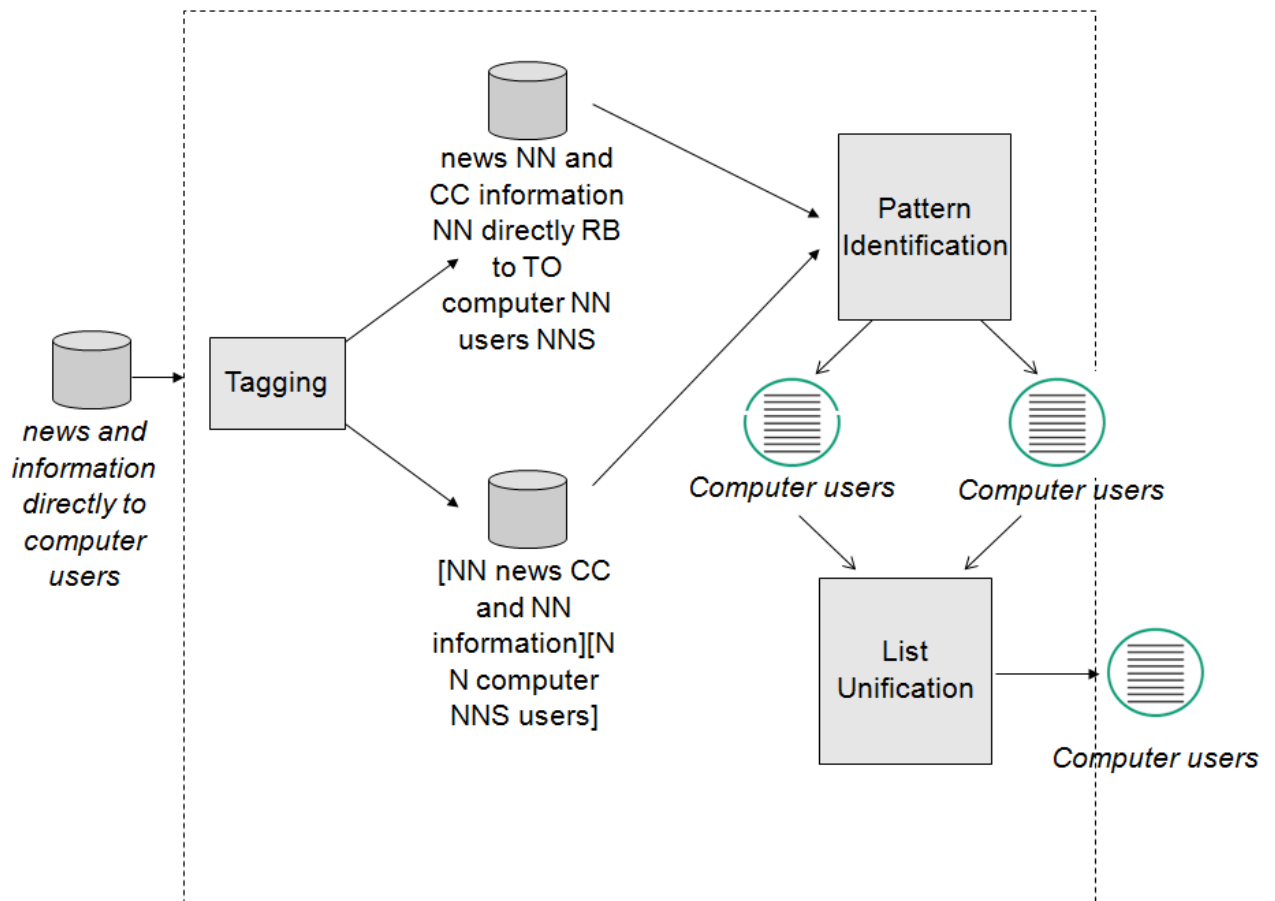 news and
information
directly to
computer
users
Tagging
news NN and
CC information
NN directly RB
to TO
computer NN
users NNS
[NN news CC
and NN
information][N
N computer
NNS users]
Pattern
Identification
Computer users
Computer users
List
Unification
Computer users